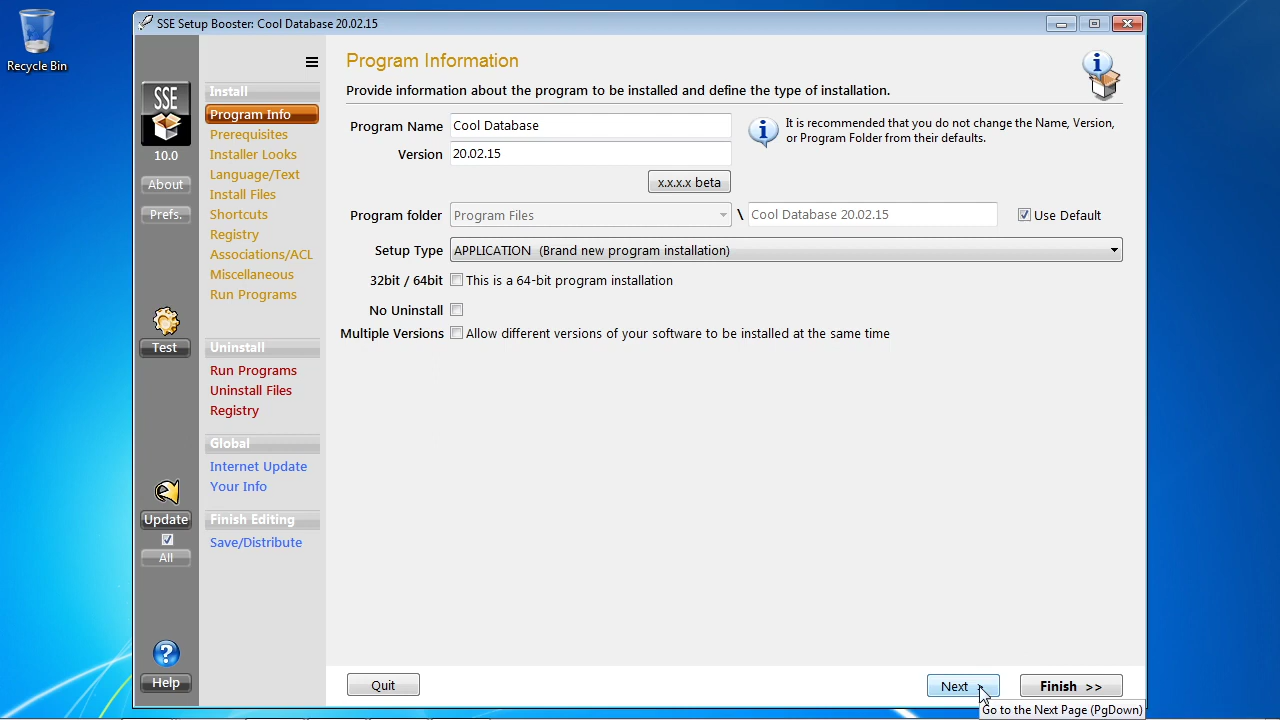 Recycle Bin
SSE Setup Booster: Cool Database 20.02.15
SSE
10.0
About
Prefs.
Test
Update
All
Help
Install
Program Info
Prerequisites
Installer Looks
Language/Text
Install Files
Shortcuts
Registry
Associations/ACL
Miscellaneous
Run Programs
Uninstall
Run Programs
Uninstall Files
Registry
Global
Internet Update
Your Info
Finish Editing
Save/Distribute
Program Information
Provide information about the program to be installed and define the type of installation.
Program Name Cool Database
Version 20.02.15
x.x.x.x beta
It is recommended that you do not change the Name, Version,
or Program Folder from their defaults.
Program folder Program Files \ Cool Database 20.02.15 Use Default
Setup Type APPLICATION (Brand new program installation)
32bit / 64bit This is a 64-bit program installation
No Uninstall
Multiple Versions Allow different versions of your software to be installed at the same time
Quit
Next >
Finish >>
Go to the Next Page (PgDown)